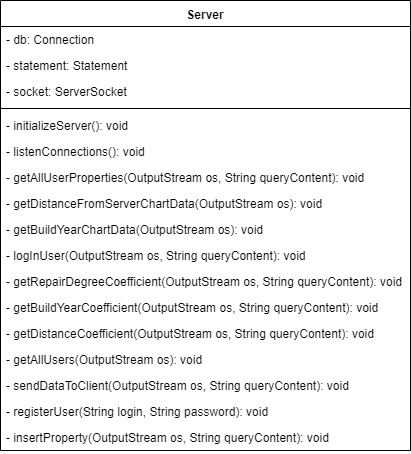 Server
- db: Connection
- statement: Statement
- socket: ServerSocket
- initializeServer(): void
- listenConnections(): void
- getAllUserProperties(OutputStream os, String queryContent): void
- getDistanceFromServerChartData(OutputStream os): void
- getBuildYearChartData(OutputStream os): void
- logInUser(OutputStream os, String queryContent): void
- getRepairDegreeCoefficient(OutputStream os, String queryContent): void
- getBuildYearCoefficient(OutputStream os, String queryContent): void
- getDistanceCoefficient(OutputStream os, String queryContent): void
- getAllUsers(OutputStream os): void
- sendDataToClient(OutputStream os, String queryContent): void
- registerUser(String login, String password): void
- insertProperty(OutputStream os, String queryContent): void